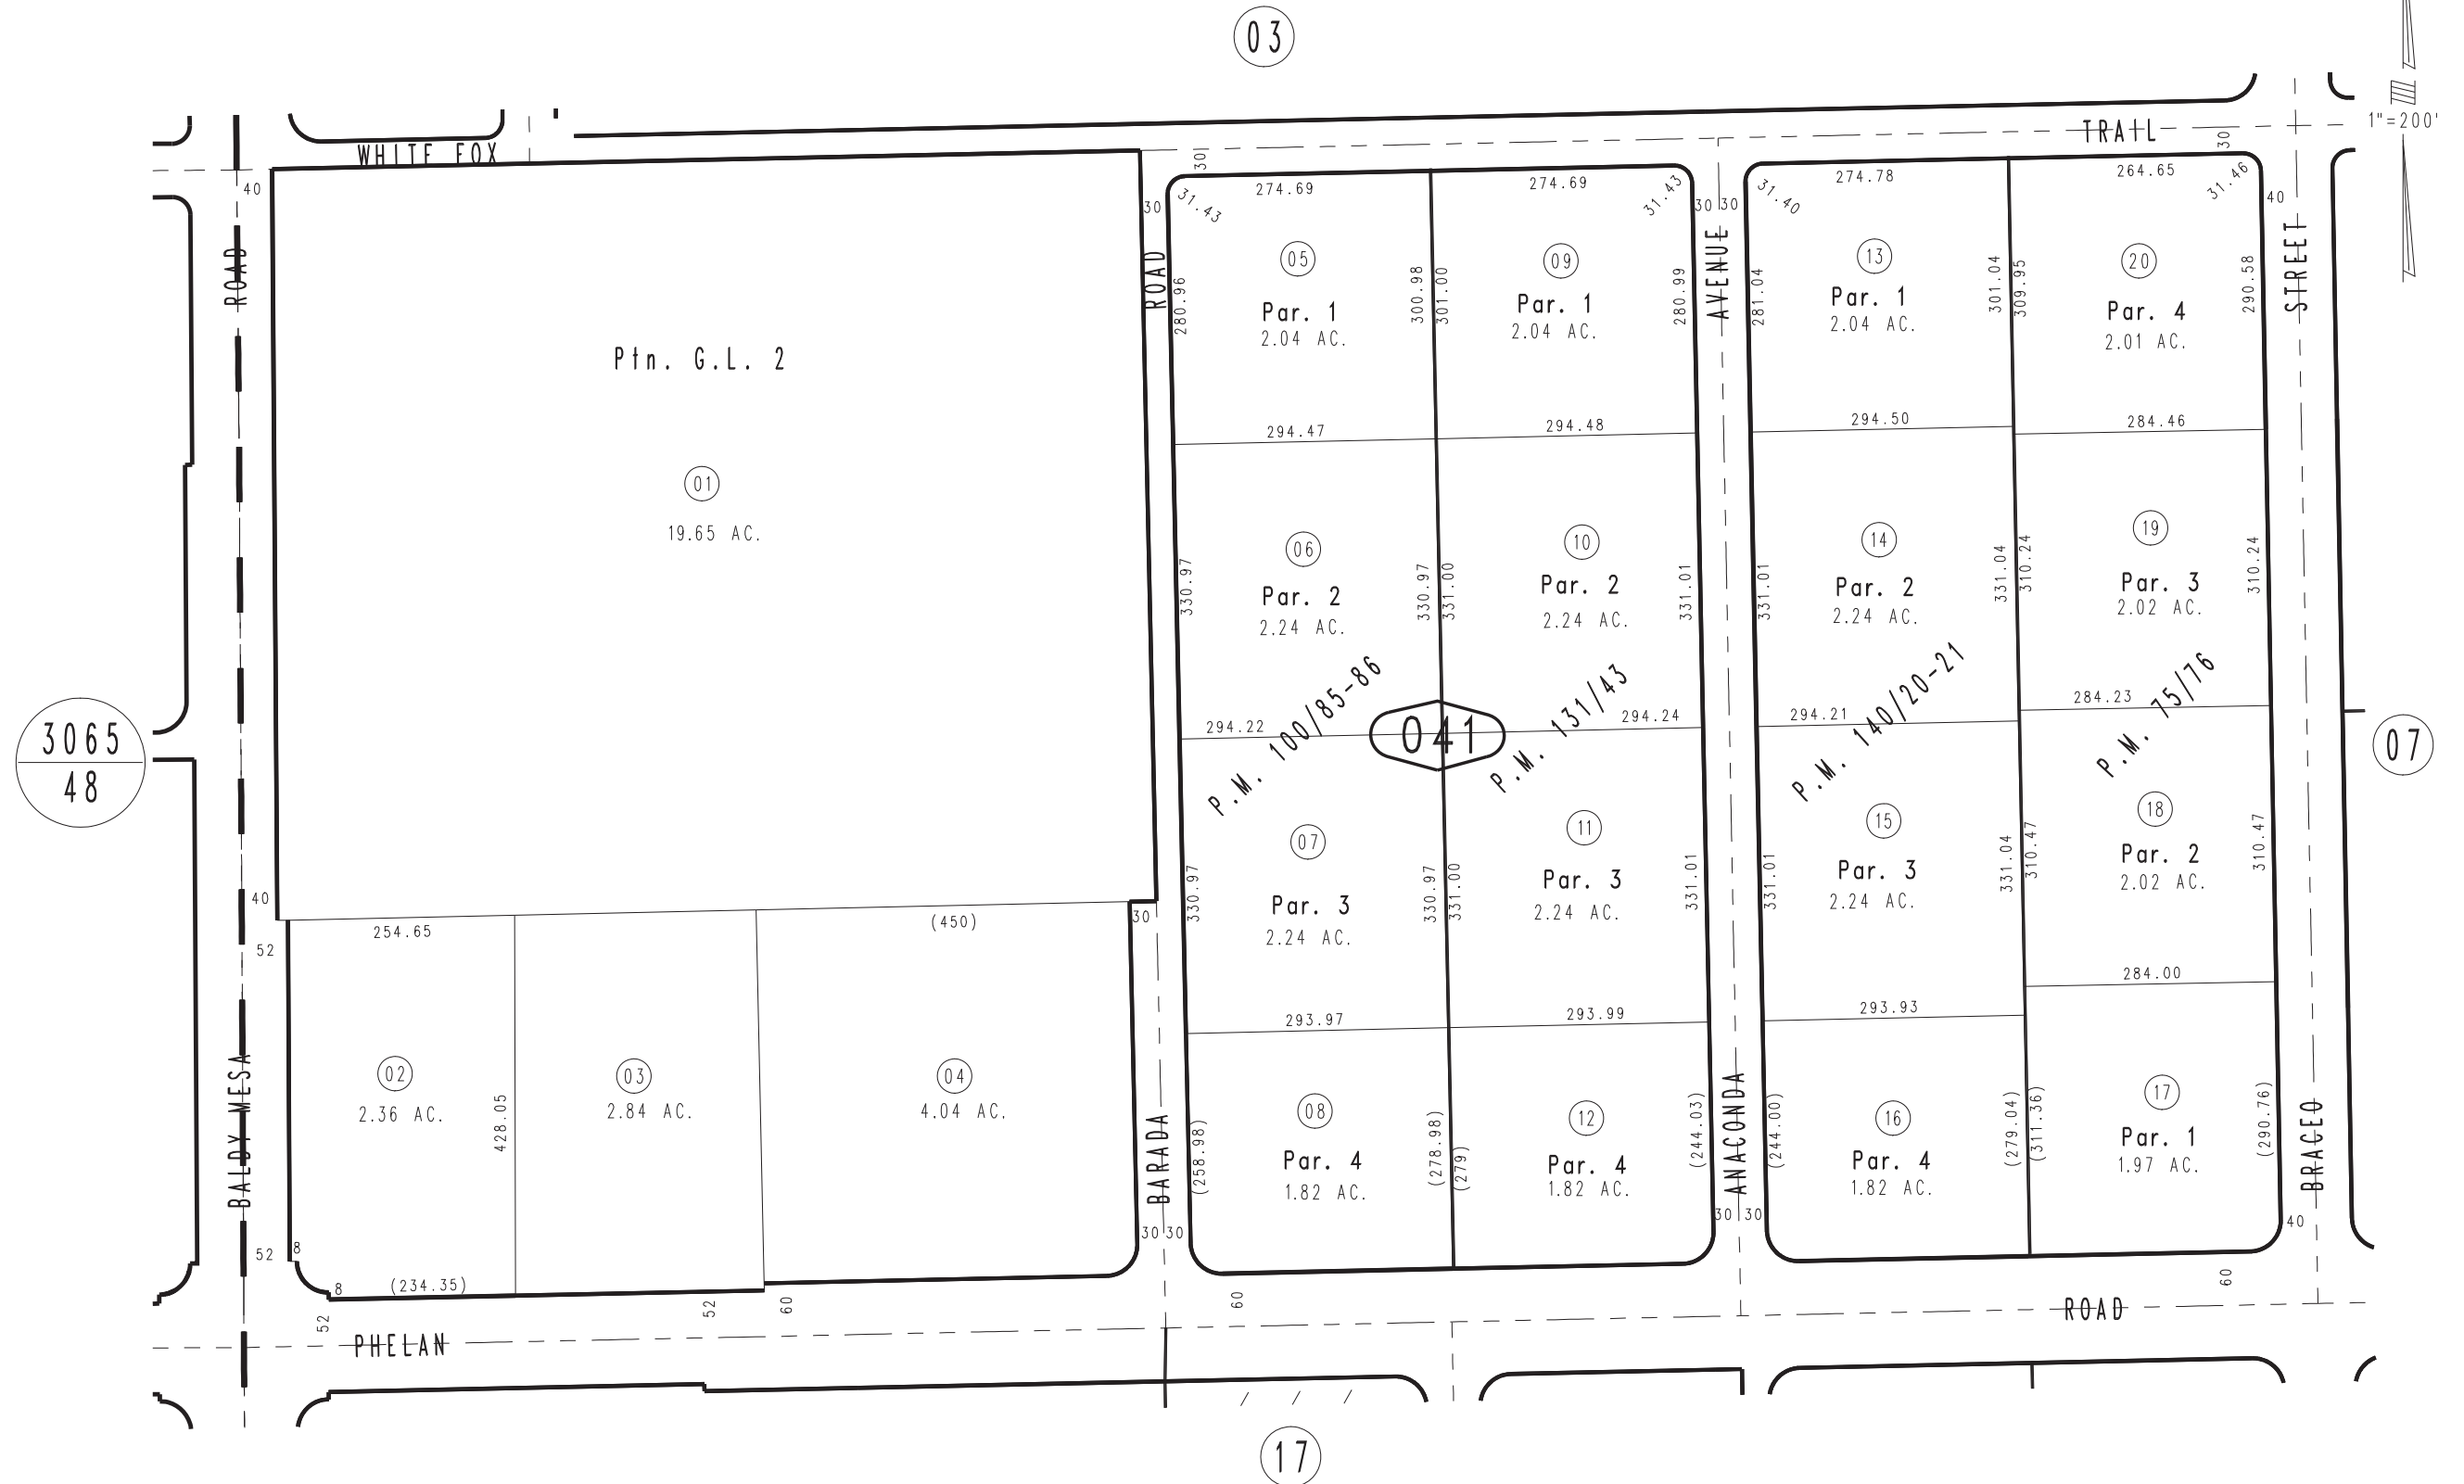 03
1"=200'
WHITE FOX
TRAIL
30
30
40
31.43
274.69
274.69
31.43
31.40
274.78
264.65
31.46
40
30
30 30
ROAD
ROAD
AVENUE
STREET
05
Par. 1
2.04 AC.
280.96
300.98
301.00
09
Par. 1
2.04 AC.
280.99
281.04
13
Par. 1
2.04 AC.
301.04
309.95
20
Par. 4
2.01 AC.
290.58
Ptn. G.L. 2
01
19.65 AC.
294.47
294.48
294.50
284.46
06
Par. 2
2.24 AC.
330.97
330.97
331.00
10
Par. 2
2.24 AC.
331.01
331.01
14
Par. 2
2.24 AC.
331.04
310.24
19
Par. 3
2.02 AC.
310.24
P.M. 100/85-86
P.M. 131/43
P.M. 140/20-21
P.M. 75/76
3065
48
041
07
294.22
294.24
294.21
284.23
07
Par. 3
2.24 AC.
330.97
330.97
331.00
11
Par. 3
2.24 AC.
331.01
331.01
15
Par. 3
2.24 AC.
331.04
310.47
18
Par. 2
2.02 AC.
310.47
40
52
254.65
(450)
30
293.97
293.99
293.93
284.00
02
2.36 AC.
428.05
03
2.84 AC.
04
4.04 AC.
08
Par. 4
1.82 AC.
(258.98)
(278.98)
(279)
12
Par. 4
1.82 AC.
(244.03)
(244.00)
16
Par. 4
1.82 AC.
(279.04)
(311.36)
17
Par. 1
1.97 AC.
(290.76)
BALDY MESA
BARADA
ANACONDA
BRACEO
52
8
8
(234.35)
30 30
30 30
40
52
52
60
60
60
PHELAN
ROAD
17